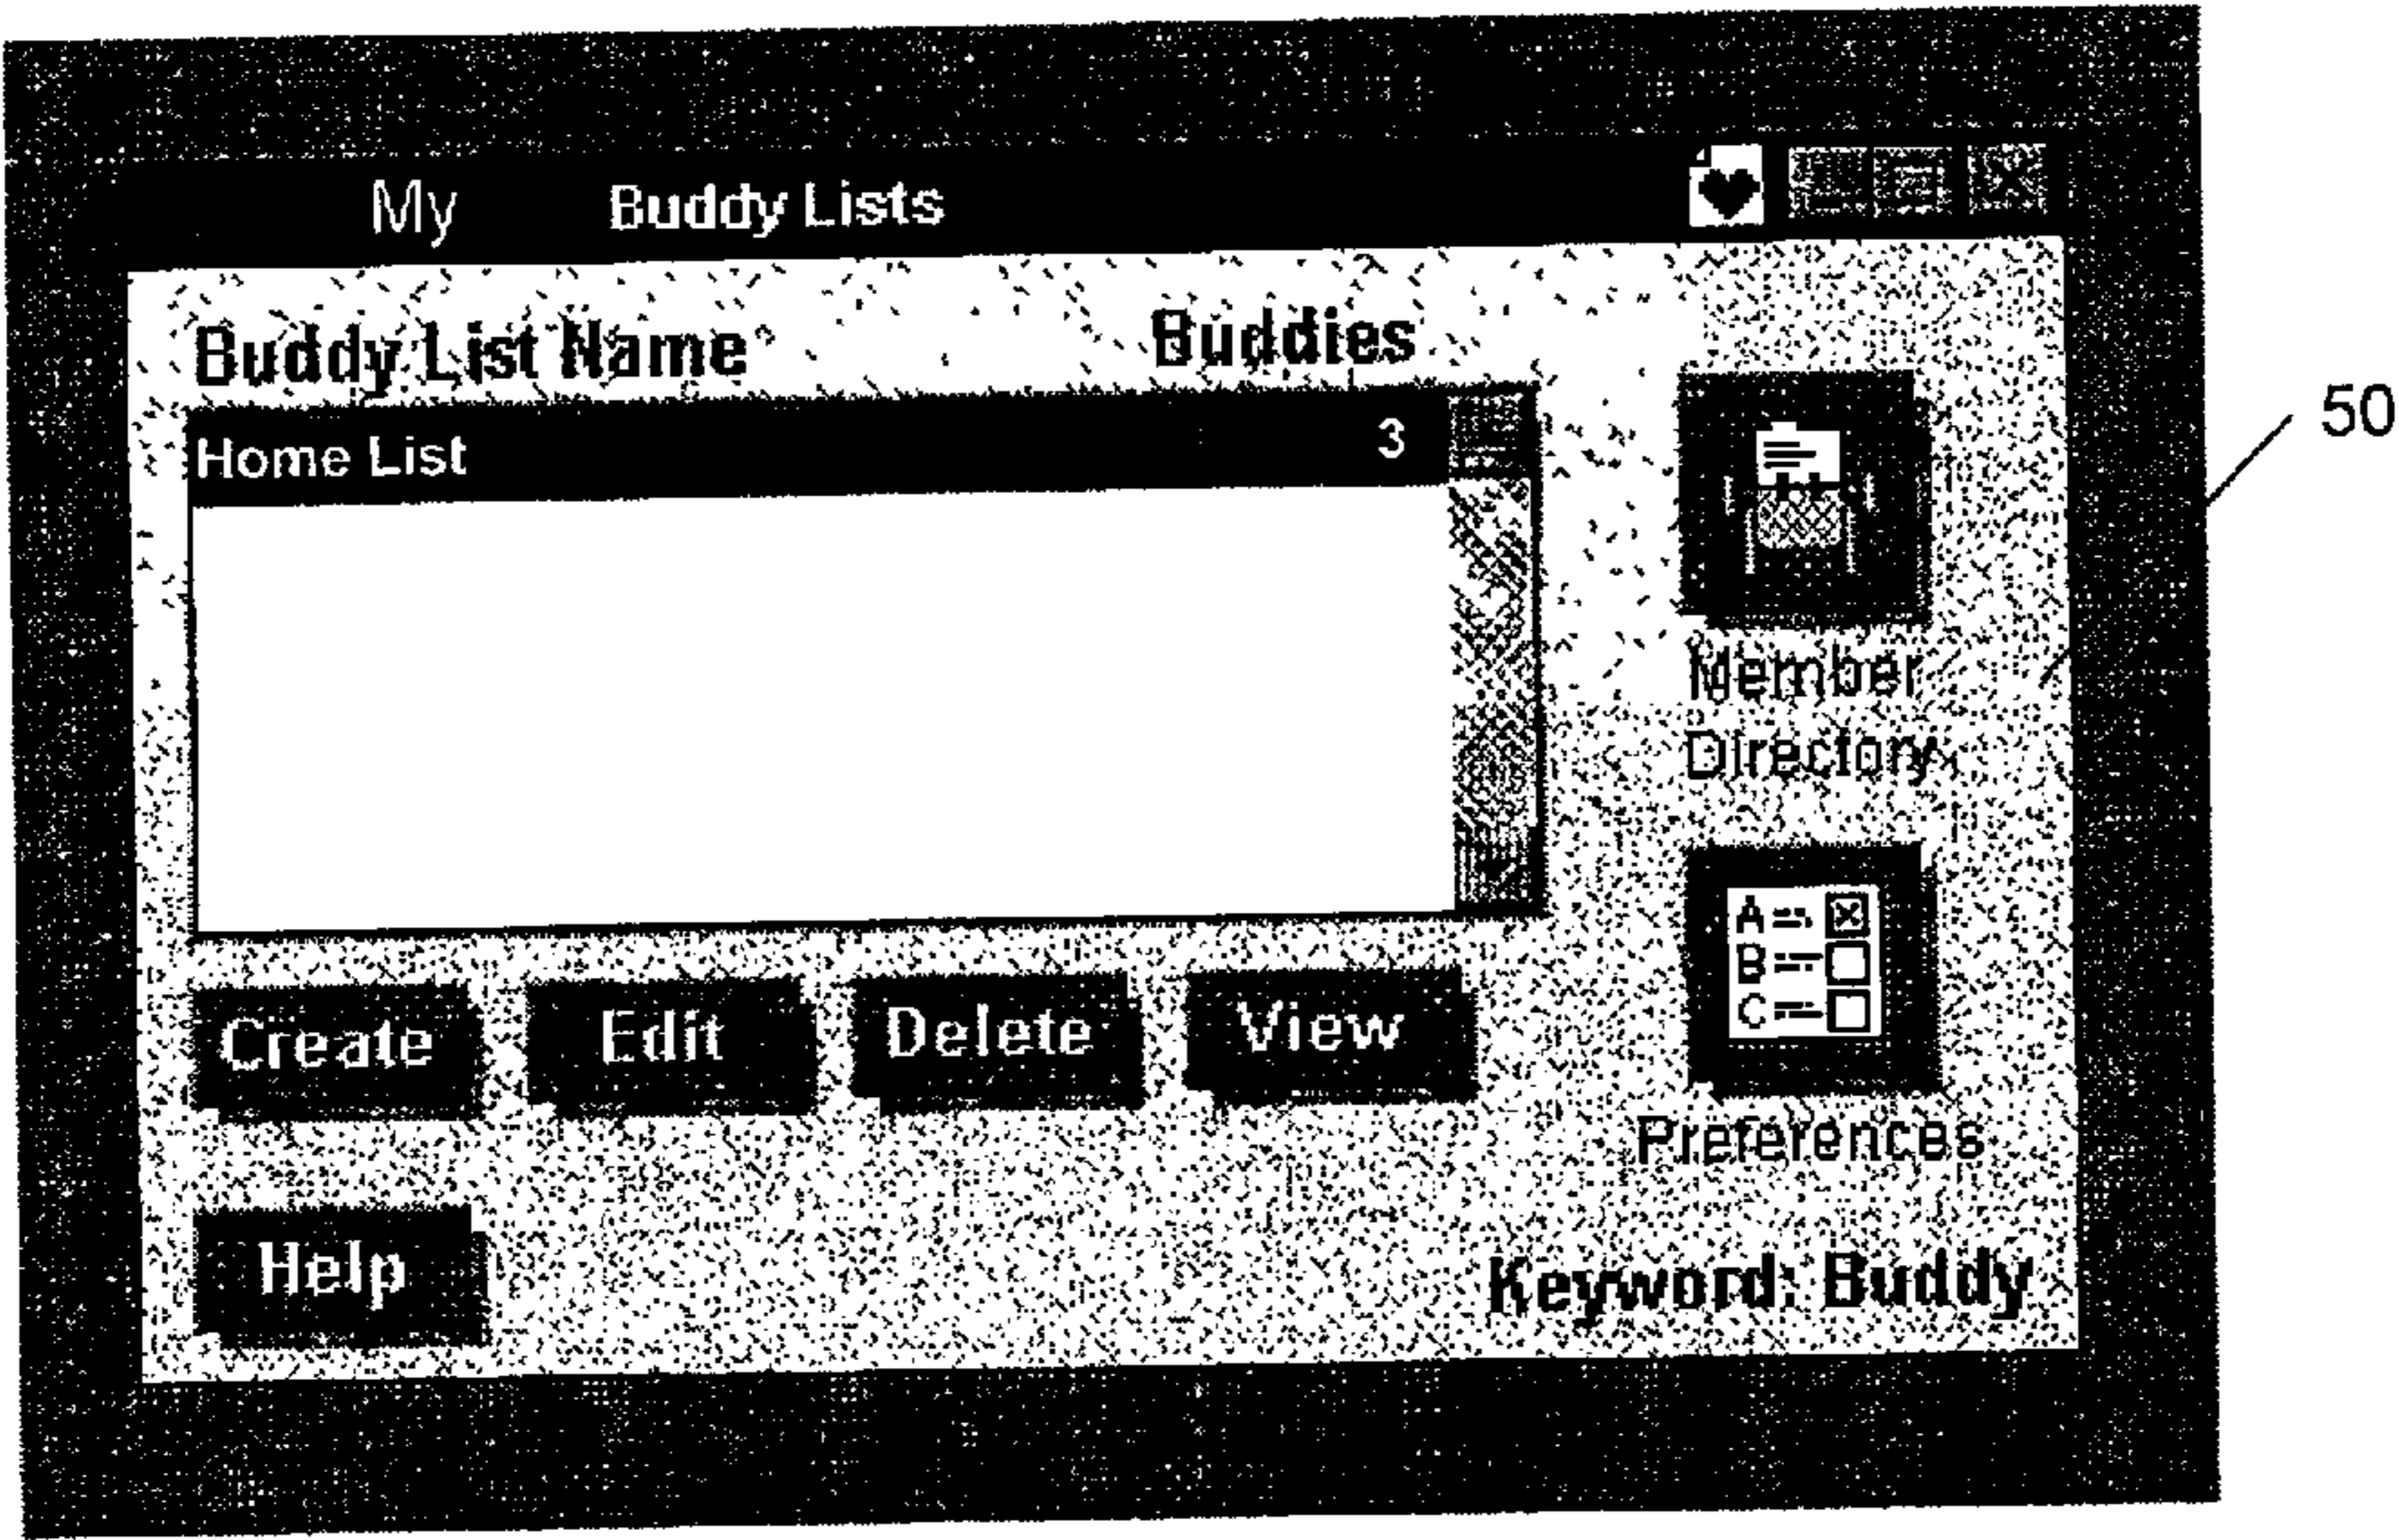 My Buddy Lists
Buddy List Name Buddies
Home List 3
50
Member
Directory
A
B
C
Create Edit Delete View
Preferences
Help
Keyword: Buddy